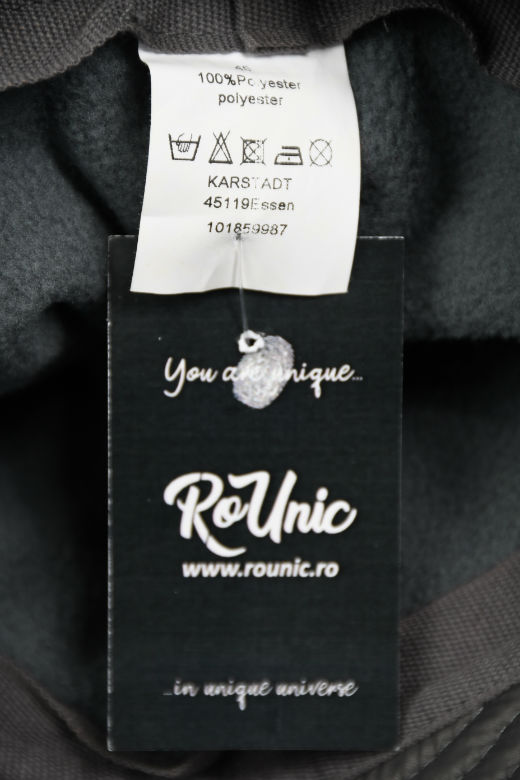 100%Polyester
polyester
KARSTADT
45119Essen
101859987
You are unique...
RoUnic
www.rounic.ro
...in unique universe